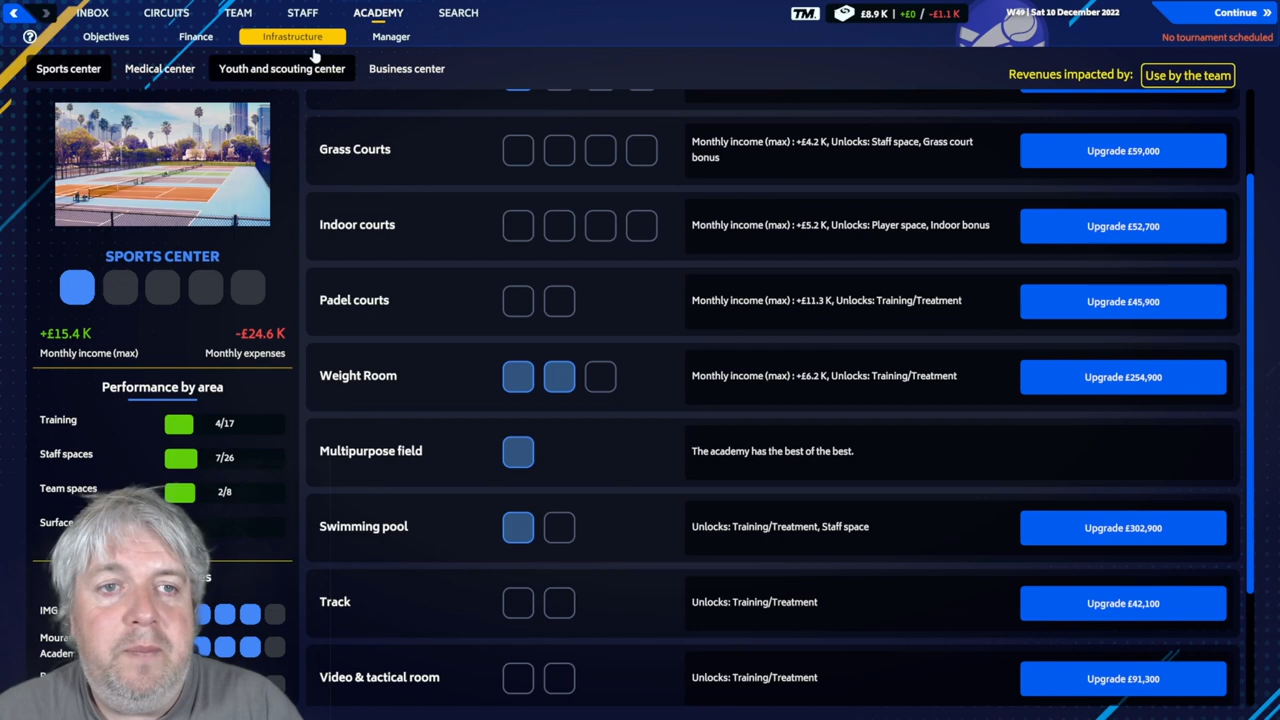 INBOX CIRCUITS TEAM STAFF ACADEMY SEARCH TM. £8.9 K | +£0 / -£1.1 K W49 | Sat 10 December 2022 Continue
Objectives Finance Infrastructure Manager No tournament scheduled
Sports center Medical center Youth and scouting center Business center Revenues impacted by: Use by the team
Grass Courts Monthly income (max) : +£4.2 K, Unlocks: Staff space, Grass court
bonus Upgrade £59,000
Indoor courts Monthly income (max) : +£5.2 K, Unlocks: Player space, Indoor bonus Upgrade £52,700
SPORTS CENTER
Padel courts Monthly income (max) : +£11.3 K, Unlocks: Training/Treatment Upgrade £45,900
+£15.4 K -£24.6 K
Monthly income (max) Monthly expenses
Weight Room Monthly income (max) : +£6.2 K, Unlocks: Training/Treatment Upgrade £254,900
Performance by area
Training 4/17
Staff spaces 7/26
Team spaces 2/8
Surface
Multipurpose field The academy has the best of the best.
Swimming pool Unlocks: Training/Treatment, Staff space Upgrade £302,900
IMG
Moura
Academ
Track Unlocks: Training/Treatment Upgrade £42,100
Video & tactical room Unlocks: Training/Treatment Upgrade £91,300